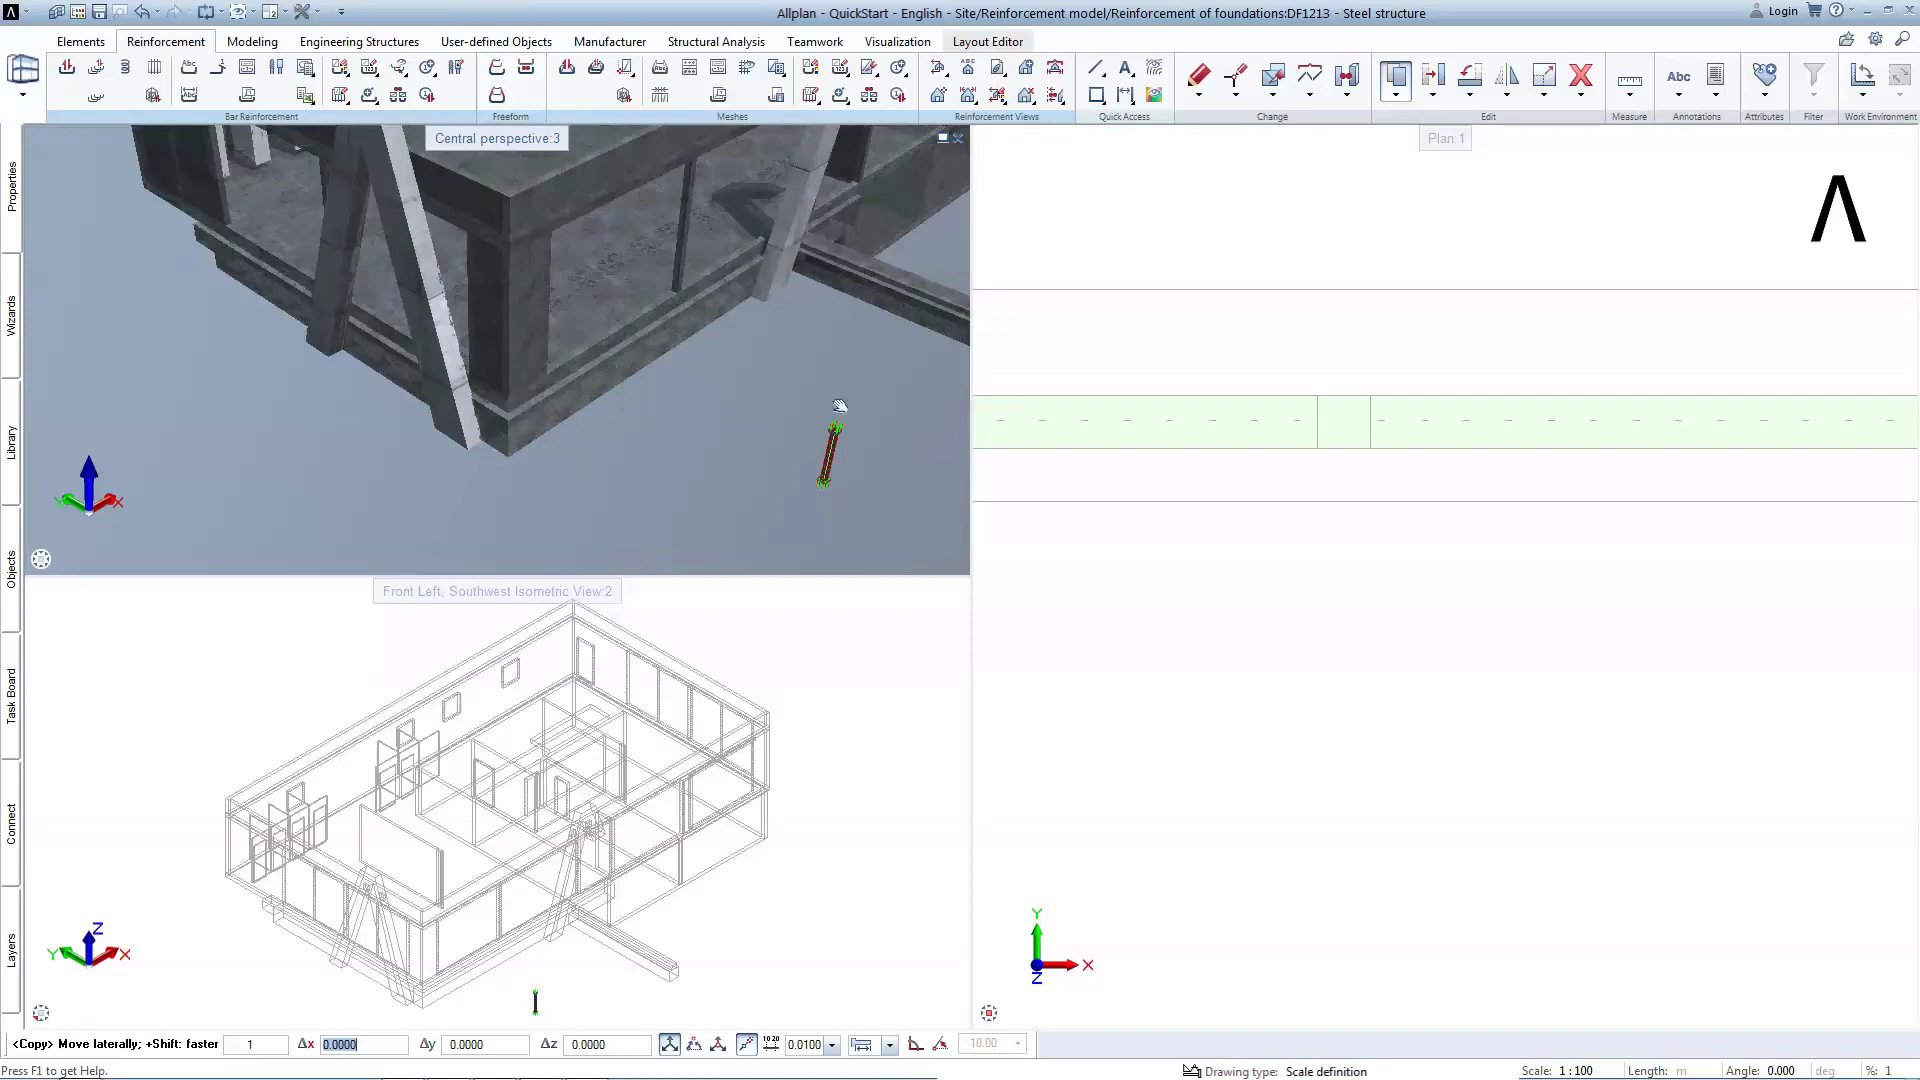 Allplan - QuickStart - English - Site/Reinforcement model/Reinforcement of foundations:DF1213 - Steel structure
Login
Elements
Reinforcement
Modeling
Engineering Structures
User-defined Objects
Manufacturer
Structural Analysis
Teamwork
Visualization
Layout Editor
Bar Reinforcement
Freeform
Meshes
Reinforcement Views
Quick Access
Change
Edit
Measure
Annotations
Attributes
Filter
Work Environment
Abc
Properties
Wizards
Library
Objects
Task Board
Connect
Layers
Central perspective:3
Plan:1
Front Left, Southwest Isometric View:2
Z
Y
X
Y
X
Z
<Copy> Move laterally; +Shift: faster
1
Δx
0.0000
Δy
0.0000
Δz
0.0000
0.0100
10.00
Press F1 to get Help.
Drawing type: Scale definition
Scale: 1 : 100
Length: m
Angle: 0.000
deg
%: 1